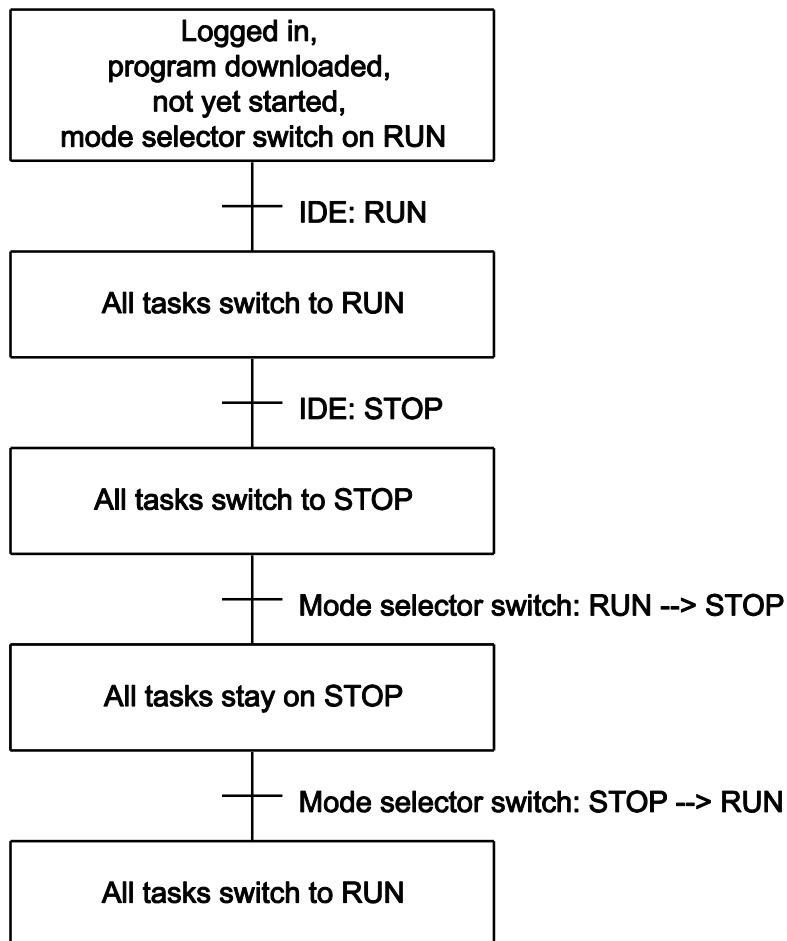 Logged in,
program downloaded,
not yet started,
mode selector switch on RUN
IDE: RUN
All tasks switch to RUN
IDE: STOP
All tasks switch to STOP
Mode selector switch: RUN --> STOP
All tasks stay on STOP
Mode selector switch: STOP --> RUN
All tasks switch to RUN